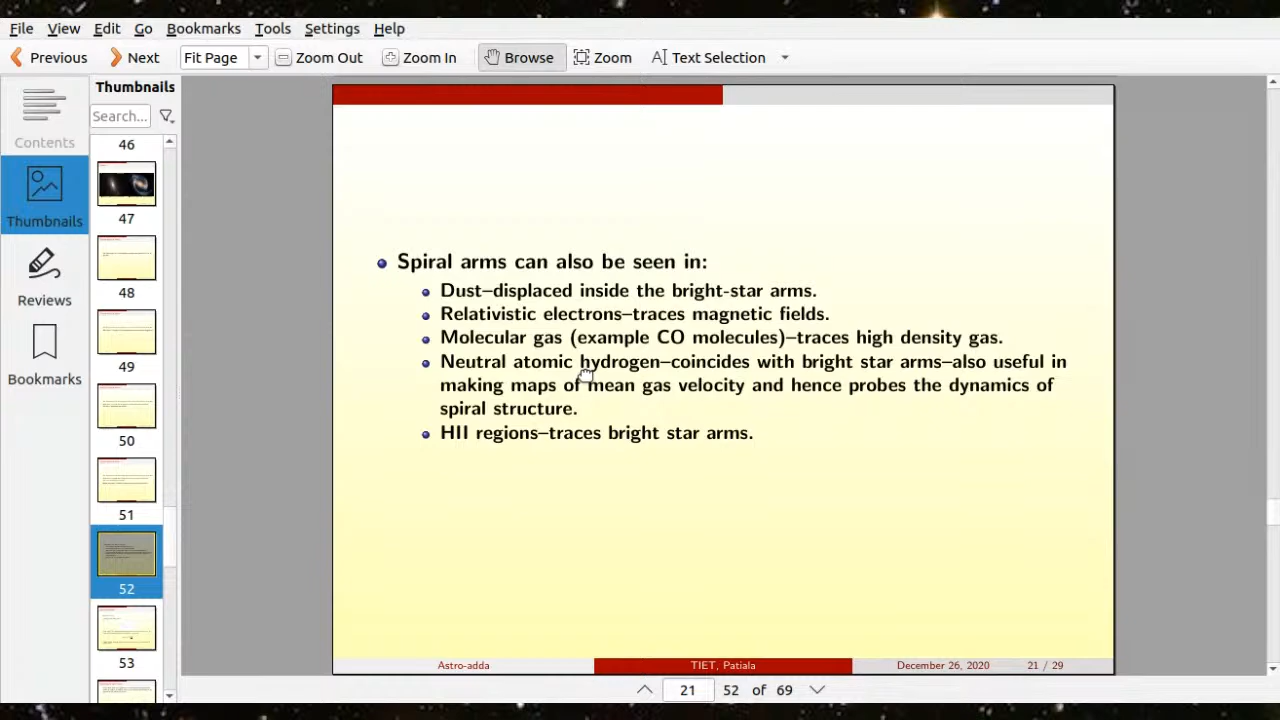 File View Edit Go Bookmarks Tools Settings Help
Previous Next Fit Page Zoom Out Zoom In Browse Zoom Text Selection
Contents
Thumbnails
Reviews
Bookmarks
Thumbnails
Search...
46
47
48
49
50
51
52
53
Spiral arms can also be seen in:
Dust–displaced inside the bright-star arms.
Relativistic electrons–traces magnetic fields.
Molecular gas (example CO molecules)–traces high density gas.
Neutral atomic hydrogen–coincides with bright star arms–also useful in
making maps of mean gas velocity and hence probes the dynamics of
spiral structure.
HII regions–traces bright star arms.
Astro-adda TIET, Patiala December 26, 2020 21 / 29
21 52 of 69